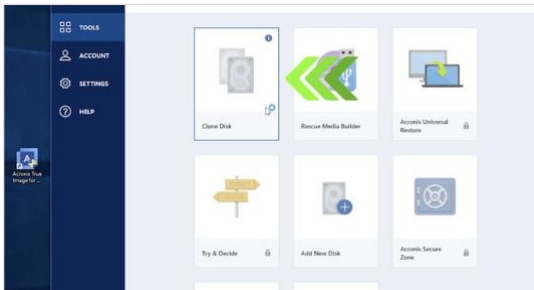 TOOLS
ACCOUNT
SETTINGS
HELP
Acronis True
Image for ...
Clone Disk
Rescue Media Builder
Acronis Universal
Restore
Try & Decide
Add New Disk
Acronis Secure
Zone